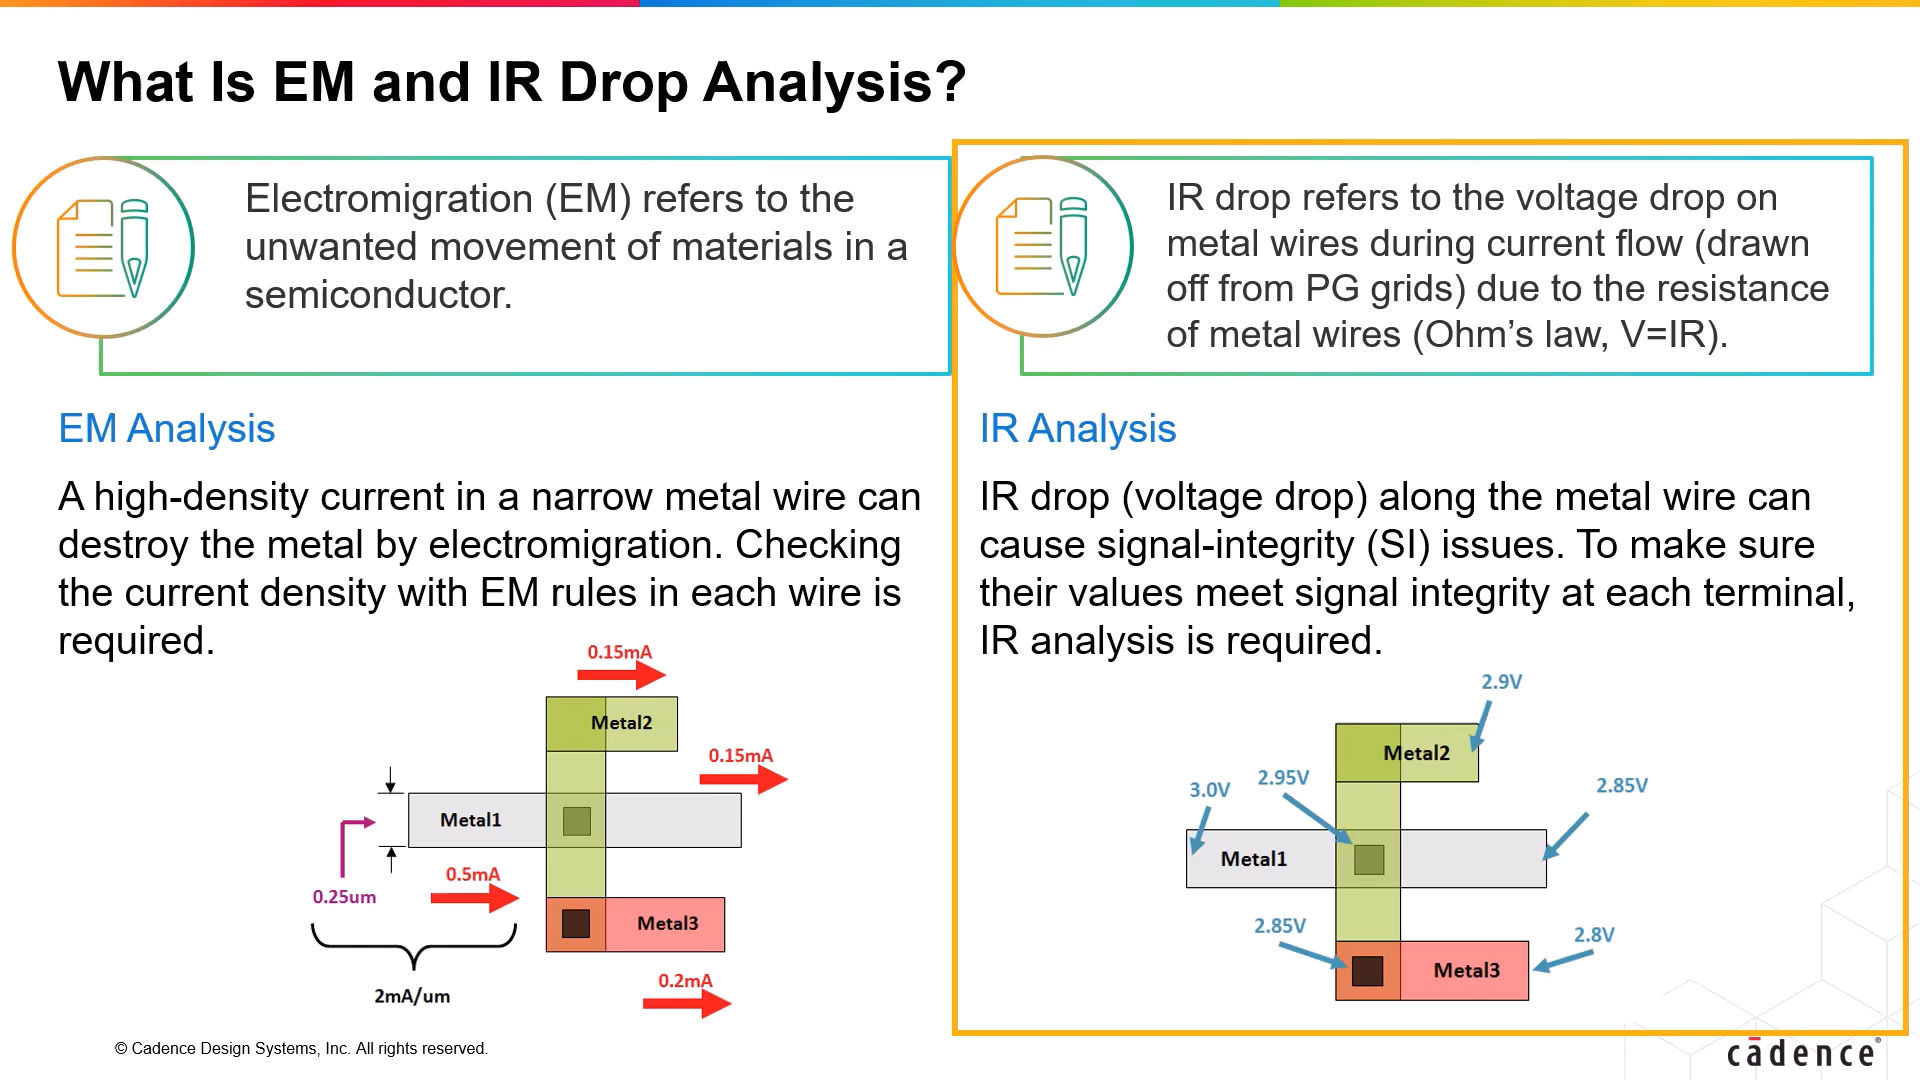 What Is EM and IR Drop Analysis?
Electromigration (EM) refers to the
unwanted movement of materials in a
semiconductor.
IR drop refers to the voltage drop on
metal wires during current flow (drawn
off from PG grids) due to the resistance
of metal wires (Ohm’s law, V=IR).
EM Analysis
A high-density current in a narrow metal wire can
destroy the metal by electromigration. Checking
the current density with EM rules in each wire is
required.
0.15mA
Metal2
0.15mA
Metal1
0.5mA
0.25um
Metal3
0.2mA
2mA/um
IR Analysis
IR drop (voltage drop) along the metal wire can
cause signal-integrity (SI) issues. To make sure
their values meet signal integrity at each terminal,
IR analysis is required.
2.9V
Metal2
2.95V
3.0V
2.85V
Metal1
2.85V
2.8V
Metal3
© Cadence Design Systems, Inc. All rights reserved.
cādence®